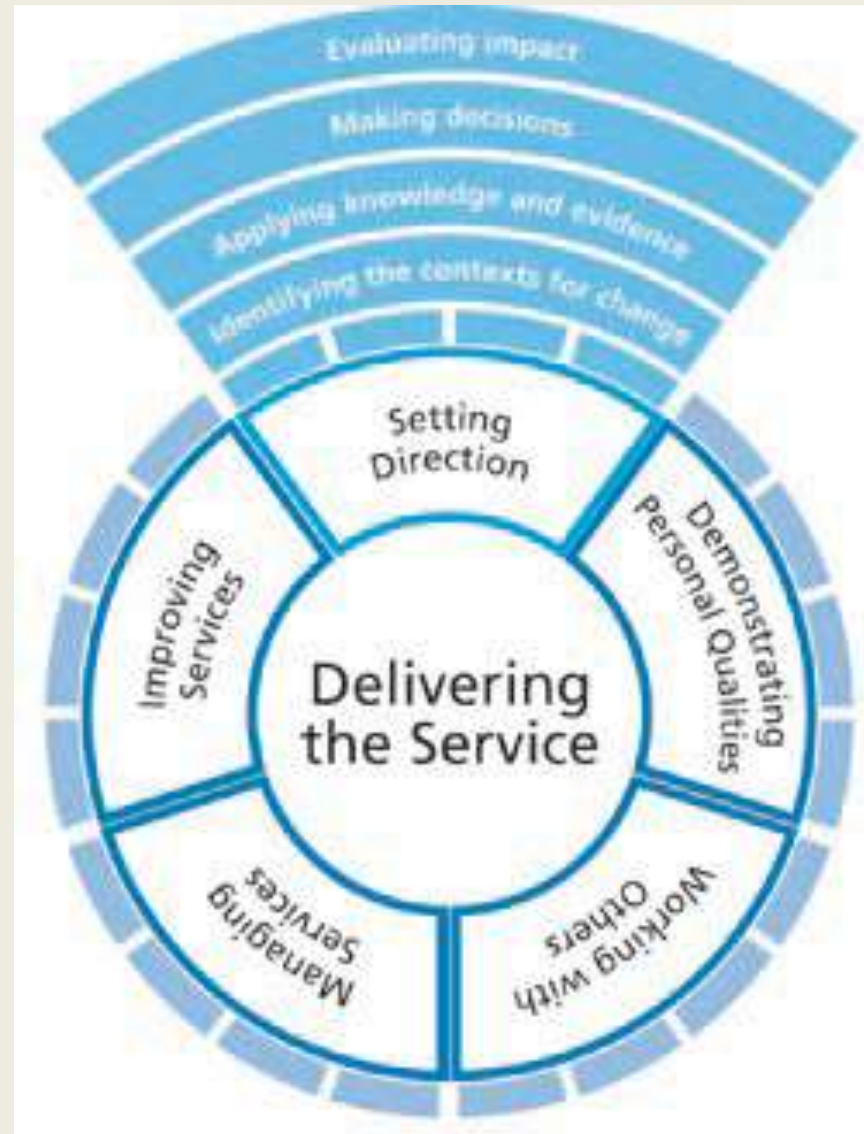 Evaluating impact
Making decisions
Applying knowledge and evidence
Identifying the contexts for change
Setting
Direction
Demonstrating
Personal Qualities
Working with
Others
Managing
Services
Improving
Services
Delivering
the Service